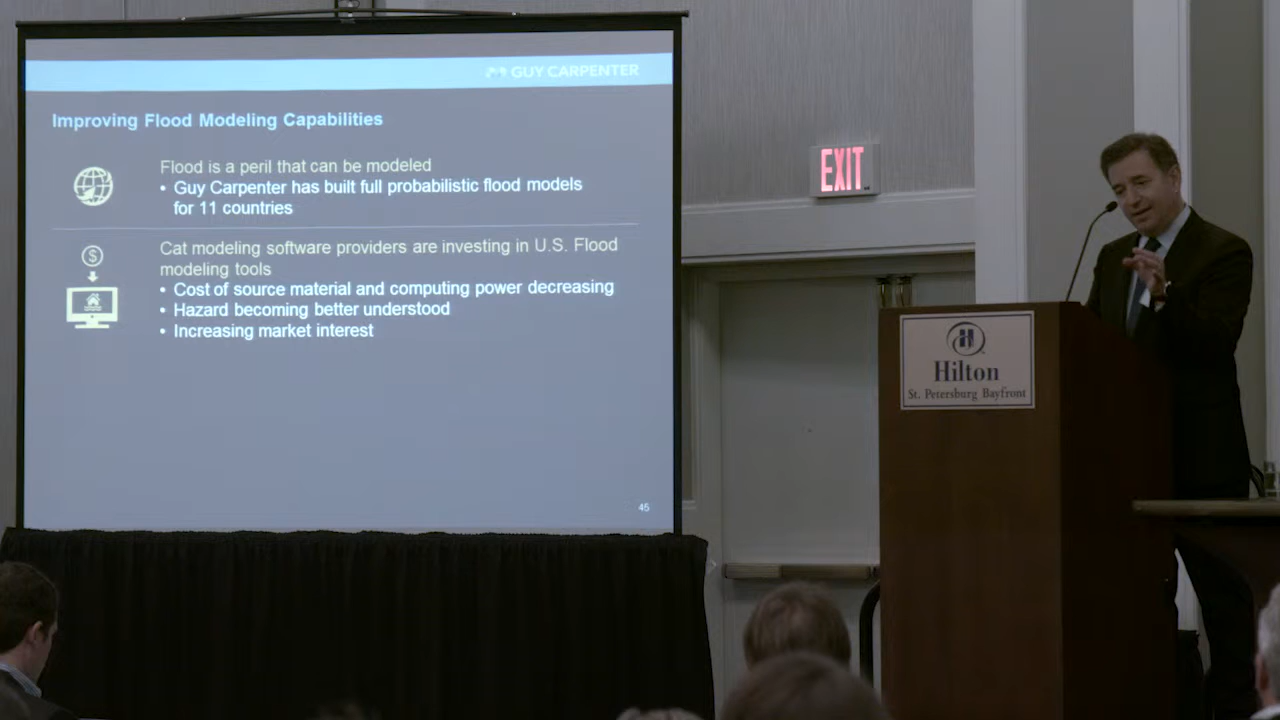 GUY CARPENTER
Improving Flood Modeling Capabilities
Flood is a peril that can be modeled
• Guy Carpenter has built full probabilistic flood models
for 11 countries
$
Cat modeling software providers are investing in U.S. Flood
modeling tools
• Cost of source material and computing power decreasing
• Hazard becoming better understood
• Increasing market interest
45
EXIT
H
Hilton
St. Petersburg Bayfront